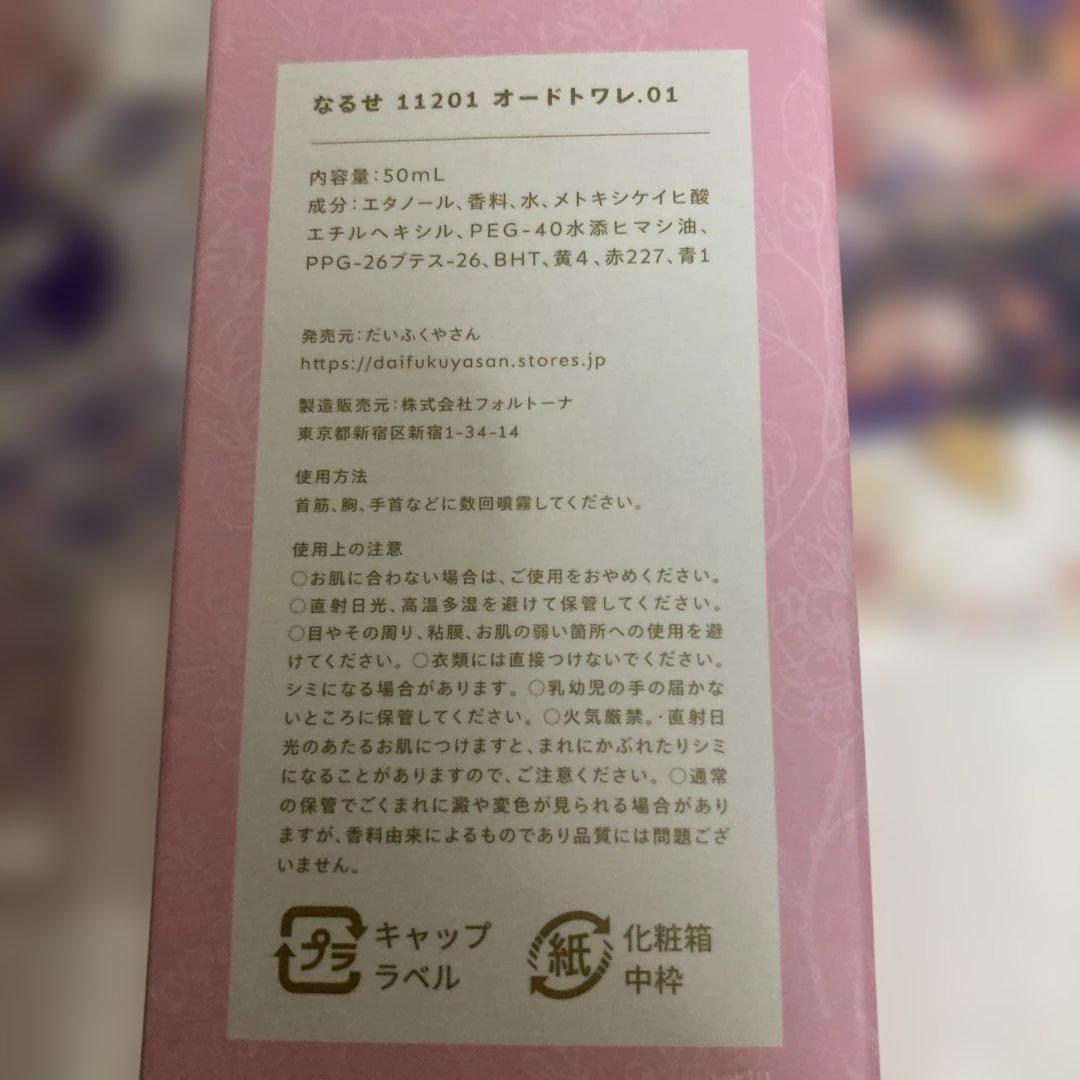 なるせ 11201 オードトワレ.01
内容量:50mL
成分:エタノール、香料、水、メトキシケイヒ酸
エチルヘキシル、PEG-40水添ヒマシ油、
PPG-26ブテス-26、BHT、黄4、赤227、青1
発売元:だいふくやさん
https://daifukuyasan.stores.jp
製造販売元:株式会社フォルトーナ
東京都新宿区新宿1-34-14
使用方法
首筋、胸、手首などに数回噴霧してください。
使用上の注意
○お肌に合わない場合は、ご使用をおやめください。
○直射日光、高温多湿を避けて保管してください。
○目やその周り、粘膜、お肌の弱い箇所への使用を避
けてください。○衣類には直接つけないでください。
シミになる場合があります。○乳幼児の手の届かな
いところに保管してください。○火気厳禁。・直射日
光のあたるお肌につけますと、まれにかぶれたりシミ
になることがありますので、ご注意ください。○通常
の保管でごくまれに澱や変色が見られる場合があり
ますが、香料由来によるものであり品質には問題ござ
いません。
プラ キャップ
ラベル
紙 化粧箱
中枠